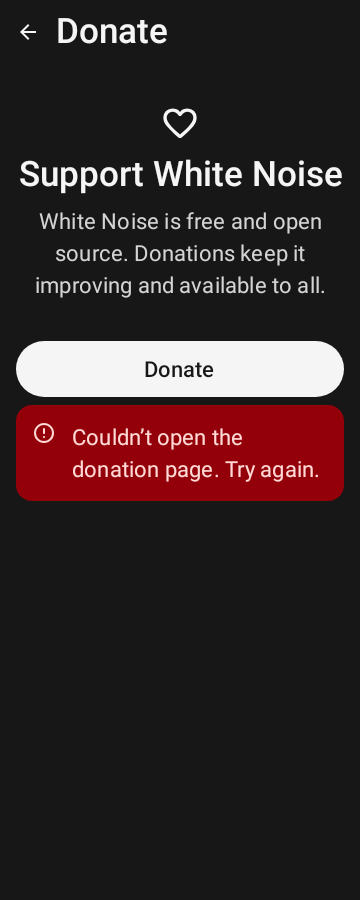 Donate
Support White Noise
White Noise is free and open
source. Donations keep it
improving and available to all.
Donate
Couldn’t open the
donation page. Try again.